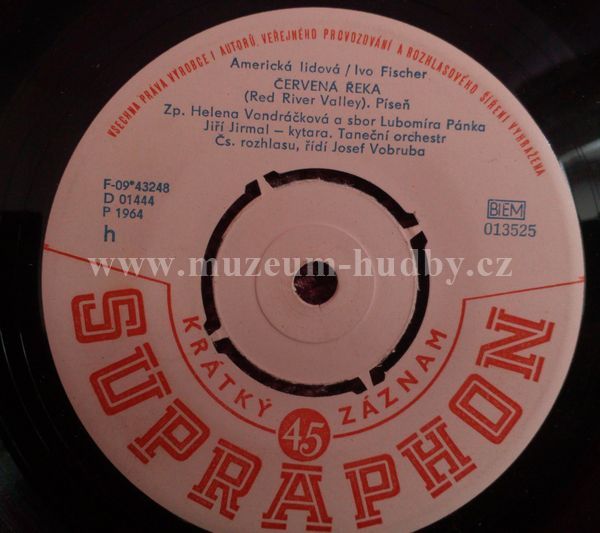 VŠECHNA PRÁVA VÝROBCE I AUTORŮ, VEŘEJNÉHO PROVOZOVÁNÍ A ROZHLASOVÉHO ŠÍŘENÍ VYHRAŽENA
Americká lidová / Ivo Fischer
ČERVENÁ ŘEKA
(Red River Valley). Píseň
Zp. Helena Vondráčková a sbor Lubomíra Pánka
Jiří Jirmal – kytara. Taneční orchestr
Čs. rozhlasu, řídí Josef Vobruba
F-09*43248
D 01444
P 1964
h
BIEM
013525
www.muzeum-hudby.cz
KRÁTKÝ 45 ZÁZNAM
SUPRAPHON